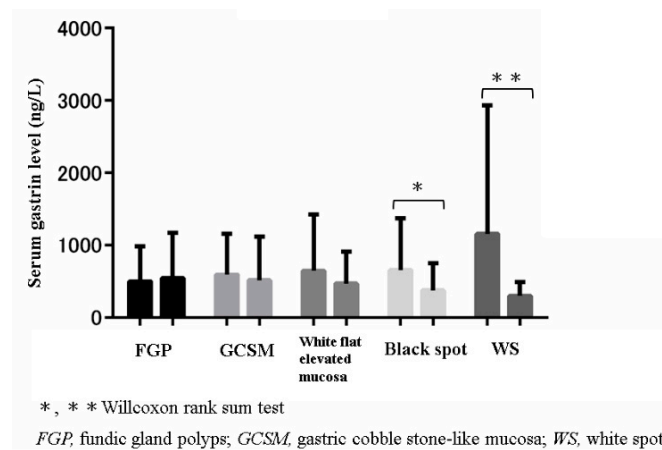 4000
3000
2000
1000
0
Serum gastrin level (ng/L)
* *
*
FGP
GCSM
White flat
elevated
mucosa
Black spot
WS
*, * * Willcoxon rank sum test
FGP, fundic gland polyps; GCSM, gastric cobble stone-like mucosa; WS, white spot